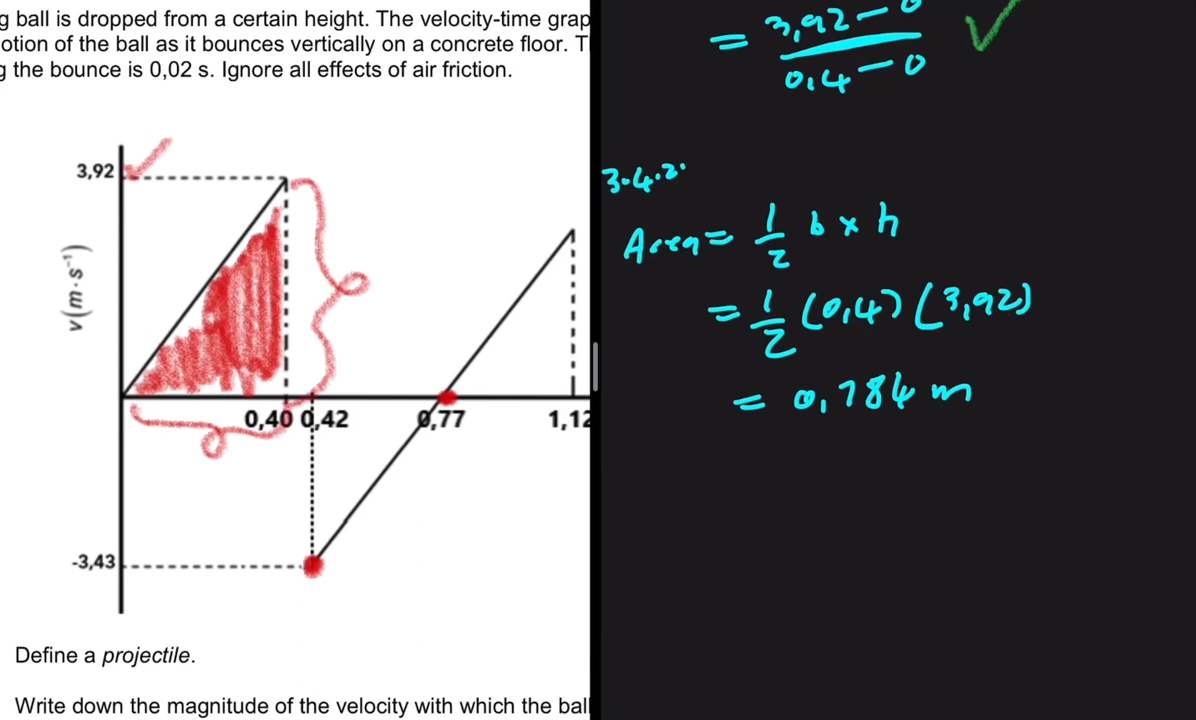 g ball is dropped from a certain height. The velocity-time grap
otion of the ball as it bounces vertically on a concrete floor. T
g the bounce is 0,02 s. Ignore all effects of air friction.
3,92
v(m·s⁻¹)
0,40 0,42 0,77 1,12
-3,43
Define a projectile.
Write down the magnitude of the velocity with which the ball
= 3,92 - 0
0,4 - 0
3.4.2.
Area = 1/2 b × h
= 1/2 (0,4) (3,92)
= 0,784 m